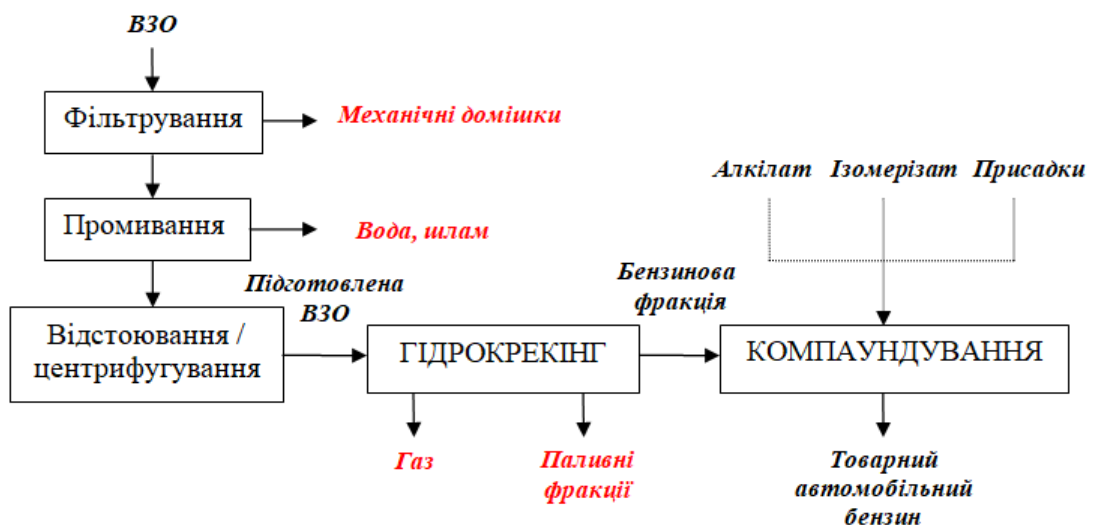 ВЗО
Фільтрування
Механічні домішки
Алкілат Ізомерізат Присадки
Промивання
Вода, шлам
Підготовлена
ВЗО
Бензинова
фракція
Відстоювання /
центрифугування
ГІДРОКРЕКІНГ
КОМПАУНДУВАННЯ
Газ
Паливні
фракції
Товарний
автомобільний
бензин